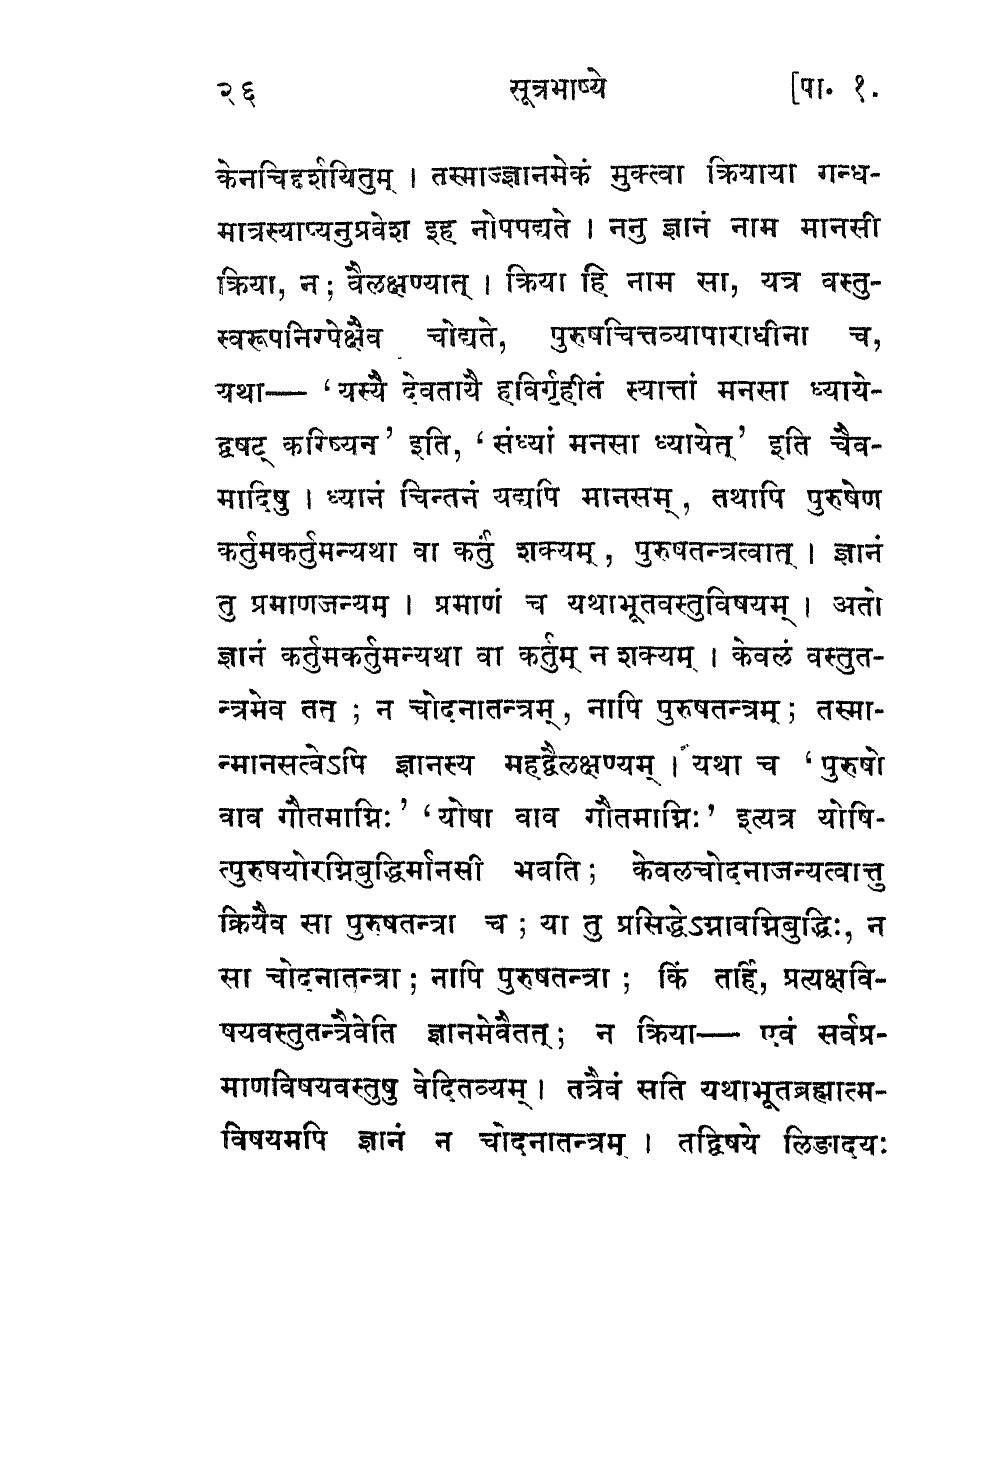 २६ सूत्रभाष्ये [पा. १.
केनचिद्दर्शयितुम् । तस्माज्ज्ञानमेकं मुक्त्वा क्रियाया गन्ध-
मात्रस्याप्यनुप्रवेश इह नोपपद्यते । ननु ज्ञानं नाम मानसी
क्रिया, न ; वैलक्षण्यात् । क्रिया हि नाम सा, यत्र वस्तु-
स्वरूपनिरपेक्षैव चोद्यते, पुरुषचित्तव्यापाराधीना च,
यथा— ‘यस्यै देवतायै हविर्गृहीतं स्यात्तां मनसा ध्याये-
द्वषट् करिष्यन’ इति, ‘संध्यां मनसा ध्यायेत्’ इति चैव-
मादिषु । ध्यानं चिन्तनं यद्यपि मानसम्, तथापि पुरुषेण
कर्तुमकर्तुमन्यथा वा कर्तुं शक्यम्, पुरुषतन्त्रत्वात् । ज्ञानं
तु प्रमाणजन्यम् । प्रमाणं च यथाभूतवस्तुविषयम् । अतो
ज्ञानं कर्तुमकर्तुमन्यथा वा कर्तुम् न शक्यम् । केवलं वस्तुत-
न्त्रमेव तत् ; न चोदनातन्त्रम्, नापि पुरुषतन्त्रम् ; तस्मा-
न्मानसत्वेऽपि ज्ञानस्य महद्वैलक्षण्यम् । यथा च ‘पुरुषो
वाव गौतमाग्निः’ ‘योषा वाव गौतमाग्निः’ इत्यत्र योषि-
त्पुरुषयोरग्निबुद्धिर्मानसी भवति ; केवलचोदनाजन्यत्वात्तु
क्रियैव सा पुरुषतन्त्रा च ; या तु प्रसिद्धेऽग्नावग्निबुद्धिः, न
सा चोदनातन्त्रा ; नापि पुरुषतन्त्रा ; किं तर्हि, प्रत्यक्षवि-
षयवस्तुतन्त्रैवेति ज्ञानमेवैतत् ; न क्रिया— एवं सर्वप्र-
माणविषयवस्तुषु वेदितव्यम् । तत्रैवं सति यथाभूतब्रह्मात्म-
विषयमपि ज्ञानं न चोदनातन्त्रम् । तद्विषये लिङादयः